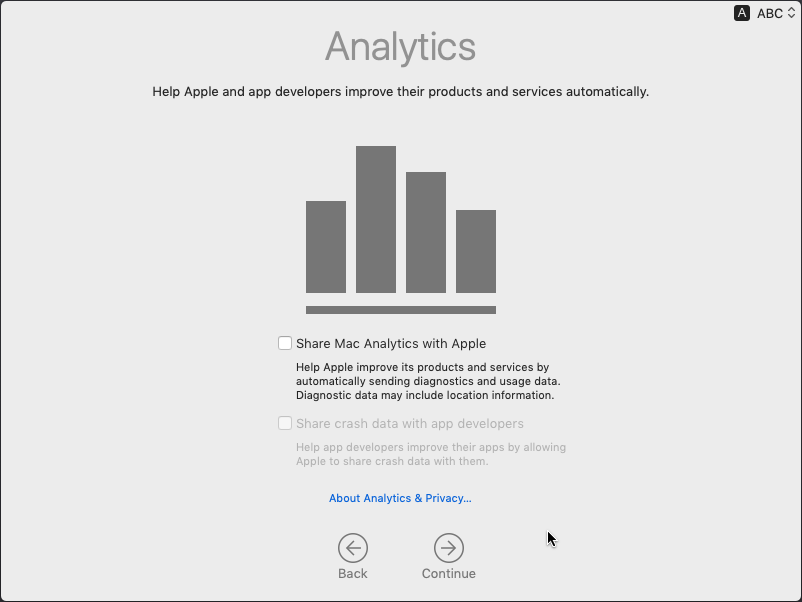 A ABC
Analytics
Help Apple and app developers improve their products and services automatically.
Share Mac Analytics with Apple
Help Apple improve its products and services by
automatically sending diagnostics and usage data.
Diagnostic data may include location information.
Share crash data with app developers
Help app developers improve their apps by allowing
Apple to share crash data with them.
About Analytics & Privacy...
Back
Continue